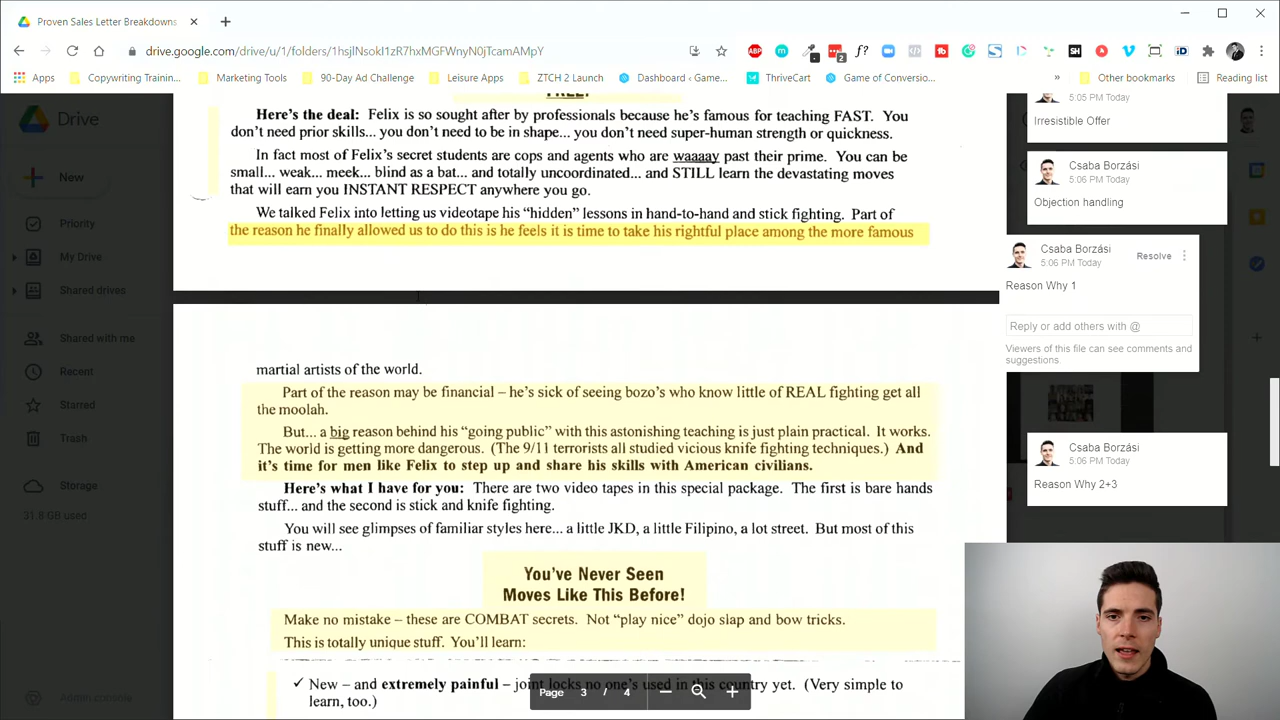 Proven Sales Letter Breakdowns
drive.google.com/drive/u/1/folders/1hsjlNsokI1zR7hxMGFWnyN0jTcamAMpY
Apps
Copywriting Trainin...
Marketing Tools
90-Day Ad Challenge
Leisure Apps
ZTCH 2 Launch
Dashboard ‹ Game...
ThriveCart
Game of Conversio...
»
Other bookmarks
Reading list
Drive
New
Priority
My Drive
Shared drives
Shared with me
Recent
Starred
Trash
Storage
31.8 GB used
Admin console
FREE!
Here's the deal: Felix is so sought after by professionals because he's famous for teaching FAST. You
don't need prior skills... you don't need to be in shape... you don't need super-human strength or quickness.
In fact most of Felix's secret students are cops and agents who are waaaay past their prime. You can be
small... weak... meek... blind as a bat... and totally uncoordinated... and STILL learn the devastating moves
that will earn you INSTANT RESPECT anywhere you go.
We talked Felix into letting us videotape his "hidden" lessons in hand-to-hand and stick fighting. Part of
the reason he finally allowed us to do this is he feels it is time to take his rightful place among the more famous
martial artists of the world.
Part of the reason may be financial – he's sick of seeing bozo's who know little of REAL fighting get all
the moolah.
But... a big reason behind his "going public" with this astonishing teaching is just plain practical. It works.
The world is getting more dangerous. (The 9/11 terrorists all studied vicious knife fighting techniques.) And
it's time for men like Felix to step up and share his skills with American civilians.
Here's what I have for you: There are two video tapes in this special package. The first is bare hands
stuff... and the second is stick and knife fighting.
You will see glimpses of familiar styles here... a little JKD, a little Filipino, a lot street. But most of this
stuff is new...
You've Never Seen
Moves Like This Before!
Make no mistake – these are COMBAT secrets. Not "play nice" dojo slap and bow tricks.
This is totally unique stuff. You'll learn:
✓ New – and extremely painful – joint locks no one's used in this country yet. (Very simple to
learn, too.)
Page 3 / 4
5:05 PM Today
Irresistible Offer
Csaba Borzási
5:06 PM Today
Objection handling
Csaba Borzási
5:06 PM Today
Resolve
Reason Why 1
Reply or add others with @
Viewers of this file can see comments and
suggestions
Csaba Borzási
5:06 PM Today
Reason Why 2+3